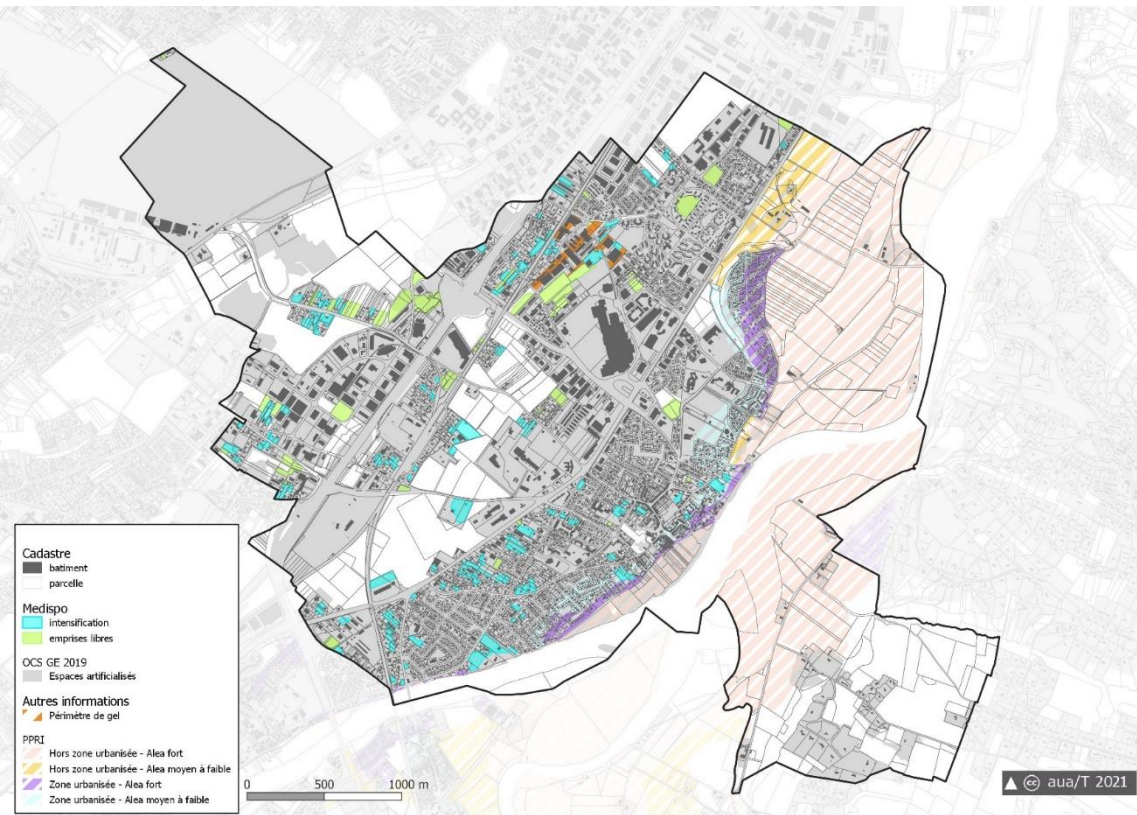 Cadastre
batiment
parcelle
Medispo
intensification
emprises libres
OCS GE 2019
Espaces artificialisés
Autres informations
Périmètre de gel
PPRI
Hors zone urbanisée - Alea fort
Hors zone urbanisée - Alea moyen à faible
Zone urbanisée - Alea fort
Zone urbanisée - Alea moyen à faible
0 500 1000 m
cc aua/T 2021